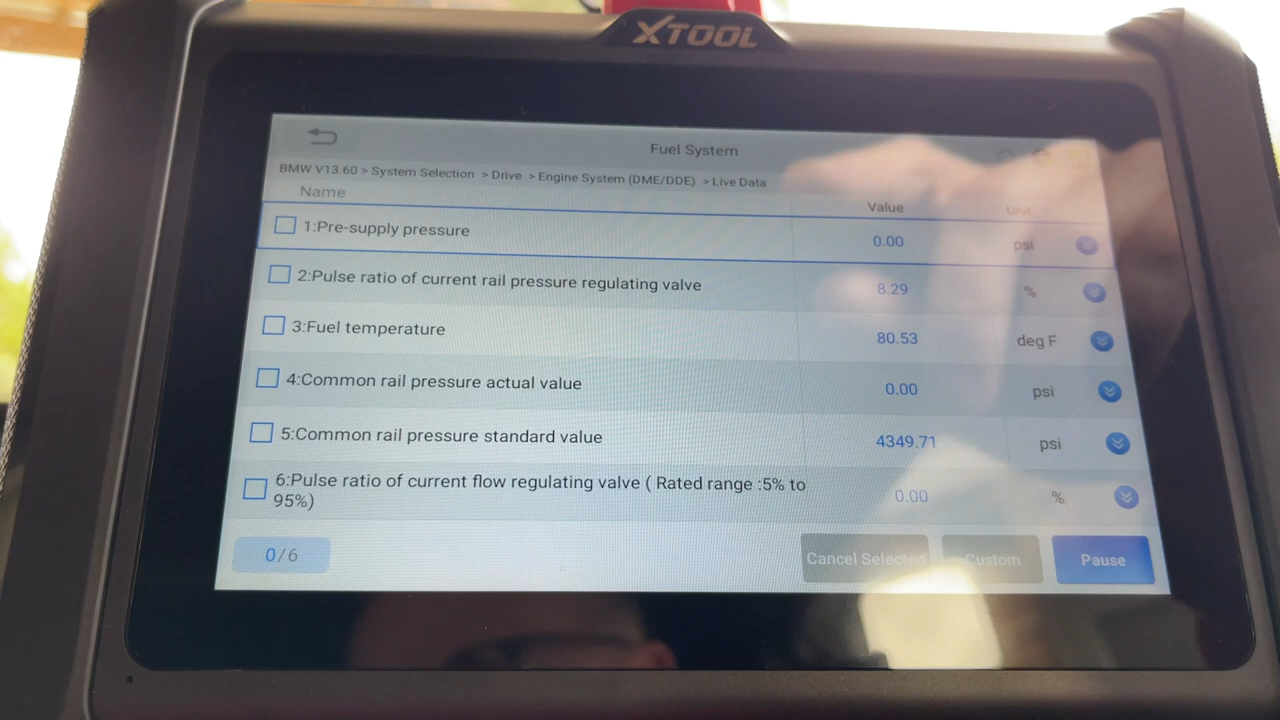 XTOOL
Fuel System
BMW V13.60 > System Selection > Drive > Engine System (DME/DDE) > Live Data
Name Value Unit
1:Pre-supply pressure 0.00 psi
2:Pulse ratio of current rail pressure regulating valve 8.29 %
3:Fuel temperature 80.53 deg F
4:Common rail pressure actual value 0.00 psi
5:Common rail pressure standard value 4349.71 psi
6:Pulse ratio of current flow regulating valve ( Rated range :5% to
95%) 0.00 %
0/6 Cancel Selected Custom Pause